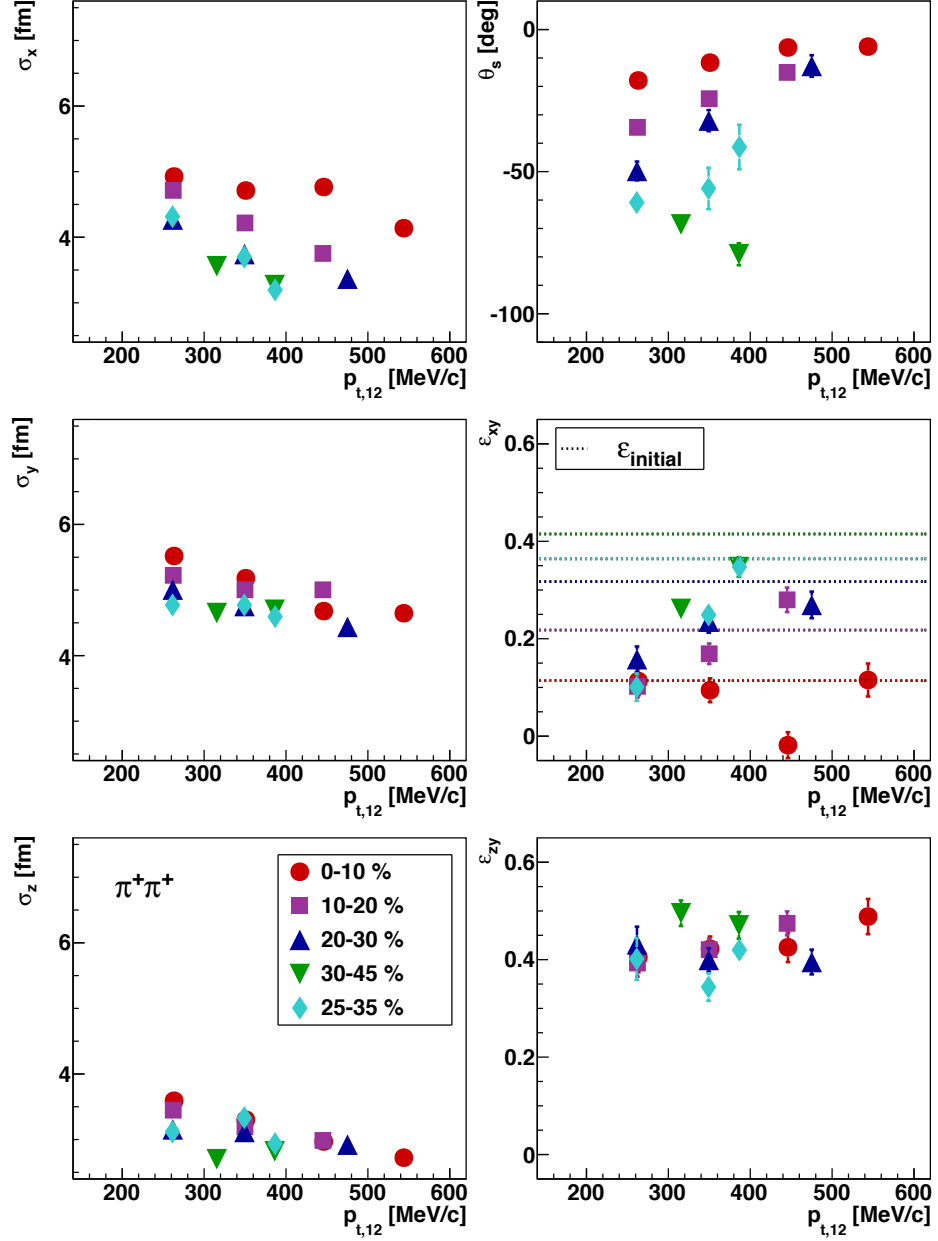 σx [fm]
6
4
200 300 400 500 600
pt,12 [MeV/c]
θs [deg]
0
-50
-100
200 300 400 500 600
pt,12 [MeV/c]
σy [fm]
6
4
200 300 400 500 600
pt,12 [MeV/c]
εxy
εinitial
0.6
0.4
0.2
0
200 300 400 500 600
pt,12 [MeV/c]
σz [fm]
π+π+
6
4
0-10 %
10-20 %
20-30 %
30-45 %
25-35 %
200 300 400 500 600
pt,12 [MeV/c]
εzy
0.6
0.4
0.2
0
200 300 400 500 600
pt,12 [MeV/c]